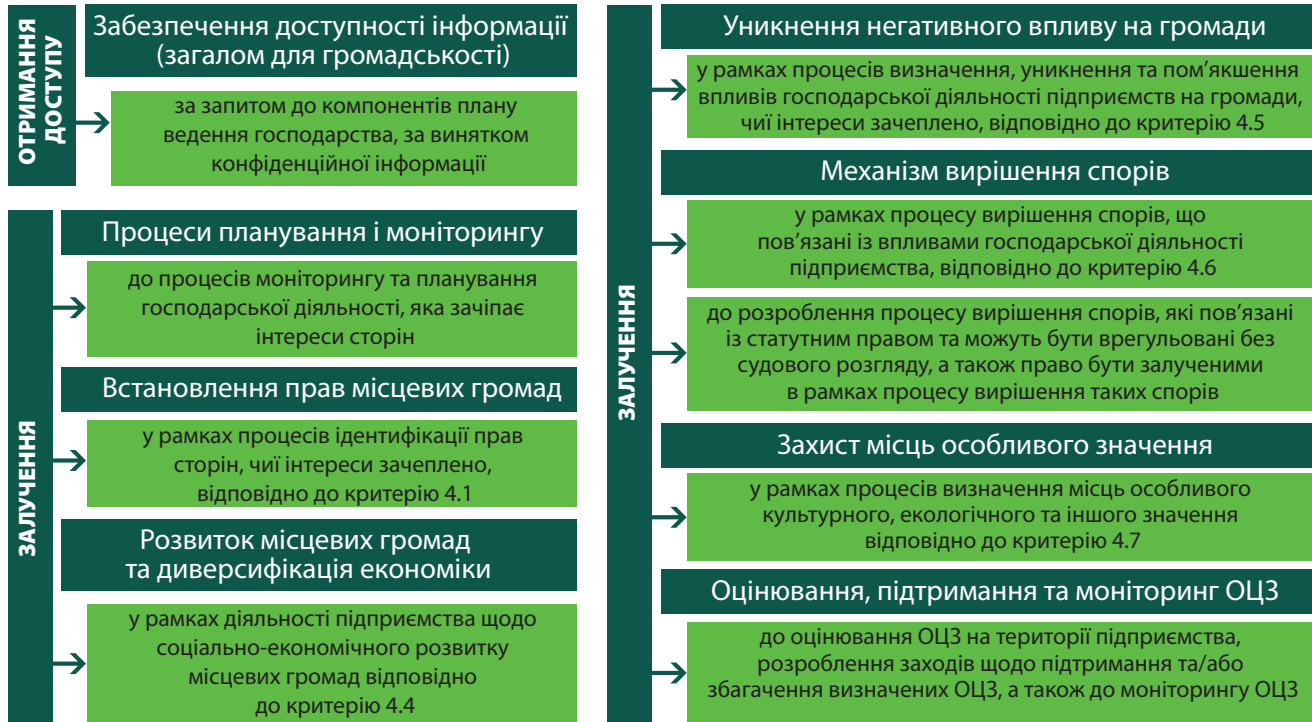 ОТРИМАННЯ
ДОСТУПУ
Забезпечення доступності інформації
(загалом для громадськості)
за запитом до компонентів плану
ведення господарства, за винятком
конфіденційної інформації
ЗАЛУЧЕННЯ
Процеси планування і моніторингу
до процесів моніторингу та планування
господарської діяльності, яка зачіпає
інтереси сторін
Встановлення прав місцевих громад
у рамках процесів ідентифікації прав
сторін, чиї інтереси зачеплено,
відповідно до критерію 4.1
Розвиток місцевих громад
та диверсифікація економіки
у рамках діяльності підприємства щодо
соціально-економічного розвитку
місцевих громад відповідно
до критерію 4.4
ЗАЛУЧЕННЯ
Уникнення негативного впливу на громади
у рамках процесів визначення, уникнення та пом’якшення
впливів господарської діяльності підприємств на громади,
чиї інтереси зачеплено, відповідно до критерію 4.5
Механізм вирішення спорів
у рамках процесу вирішення спорів, що
пов’язані із впливами господарської діяльності
підприємства, відповідно до критерію 4.6
до розроблення процесу вирішення спорів, які пов’язані
із статутним правом та можуть бути врегульовані без
судового розгляду, а також право бути залученими
в рамках процесу вирішення таких спорів
Захист місць особливого значення
у рамках процесів визначення місць особливого
культурного, екологічного та іншого значення
відповідно до критерію 4.7
Оцінювання, підтримання та моніторинг ОЦЗ
до оцінювання ОЦЗ на території підприємства,
розроблення заходів щодо підтримання та/або
збагачення визначених ОЦЗ, а також до моніторингу ОЦЗ